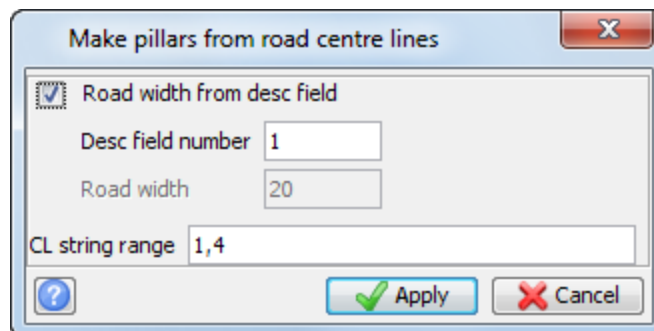 Make pillars from road centre lines
Road width from desc field
Desc field number 1
Road width 20
CL string range 1,4
? Apply Cancel